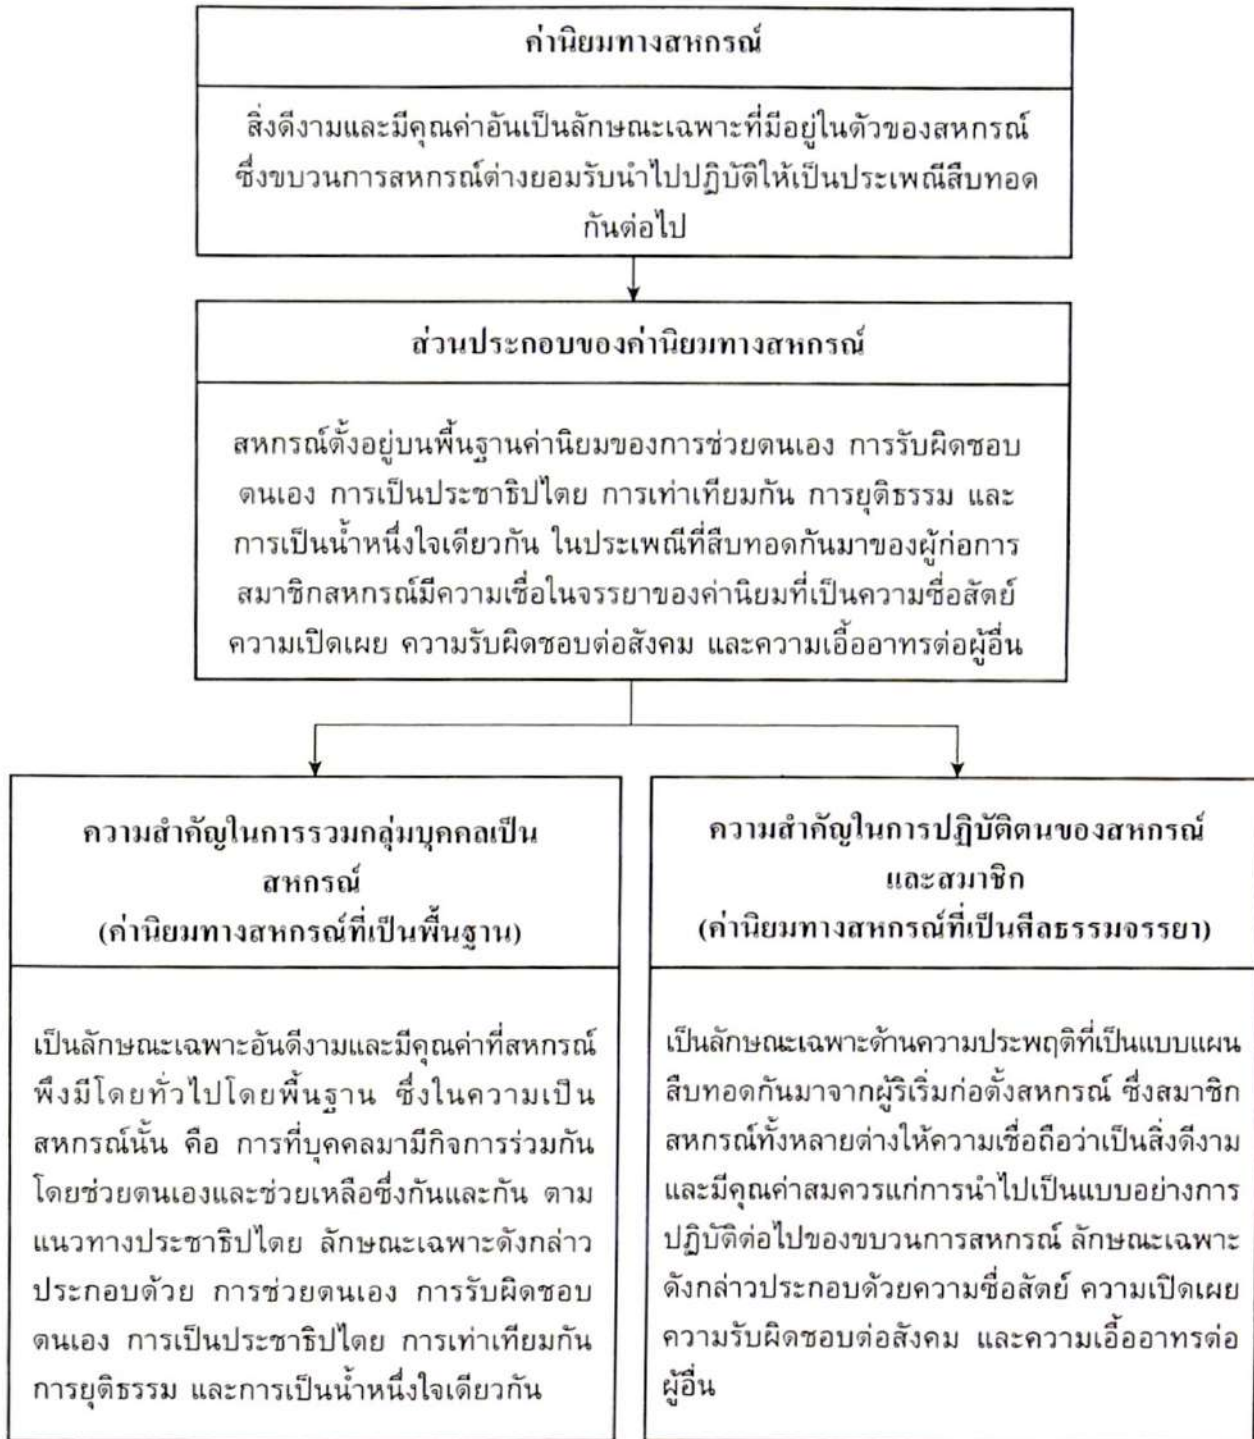 ค่านิยมทางสหกรณ์
สิ่งดีงามและมีคุณค่าอันเป็นลักษณะเฉพาะที่มีอยู่ในตัวของสหกรณ์
ซึ่งขบวนการสหกรณ์ต่างยอมรับนำไปปฏิบัติให้เป็นประเพณีสืบทอด
กันต่อไป
ส่วนประกอบของค่านิยมทางสหกรณ์
สหกรณ์ตั้งอยู่บนพื้นฐานค่านิยมของการช่วยตนเอง การรับผิดชอบ
ตนเอง การเป็นประชาธิปไตย การเท่าเทียมกัน การยุติธรรม และ
การเป็นน้ำหนึ่งใจเดียวกัน ในประเพณีที่สืบทอดกันมาของผู้ก่อการ
สมาชิกสหกรณ์มีความเชื่อในจรรยาของค่านิยมที่เป็นความซื่อสัตย์
ความเปิดเผย ความรับผิดชอบต่อสังคม และความเอื้ออาทรต่อผู้อื่น
ความสำคัญในการรวมกลุ่มบุคคลเป็น
สหกรณ์
(ค่านิยมทางสหกรณ์ที่เป็นพื้นฐาน)
เป็นลักษณะเฉพาะอันดีงามและมีคุณค่าที่สหกรณ์
พึงมีโดยทั่วไปโดยพื้นฐาน ซึ่งในความเป็น
สหกรณ์นั้น คือ การที่บุคคลมามีกิจการร่วมกัน
โดยช่วยตนเองและช่วยเหลือซึ่งกันและกัน ตาม
แนวทางประชาธิปไตย ลักษณะเฉพาะดังกล่าว
ประกอบด้วย การช่วยตนเอง การรับผิดชอบ
ตนเอง การเป็นประชาธิปไตย การเท่าเทียมกัน
การยุติธรรม และการเป็นน้ำหนึ่งใจเดียวกัน
ความสำคัญในการปฏิบัติตนของสหกรณ์
และสมาชิก
(ค่านิยมทางสหกรณ์ที่เป็นศีลธรรมจรรยา)
เป็นลักษณะเฉพาะด้านความประพฤติที่เป็นแบบแผน
สืบทอดกันมาจากผู้ริเริ่มก่อตั้งสหกรณ์ ซึ่งสมาชิก
สหกรณ์ทั้งหลายต่างให้ความเชื่อถือว่าเป็นสิ่งดีงาม
และมีคุณค่าสมควรแก่การนำไปเป็นแบบอย่างการ
ปฏิบัติต่อไปของขบวนการสหกรณ์ ลักษณะเฉพาะ
ดังกล่าวประกอบด้วยความซื่อสัตย์ ความเปิดเผย
ความรับผิดชอบต่อสังคม และความเอื้ออาทรต่อ
ผู้อื่น